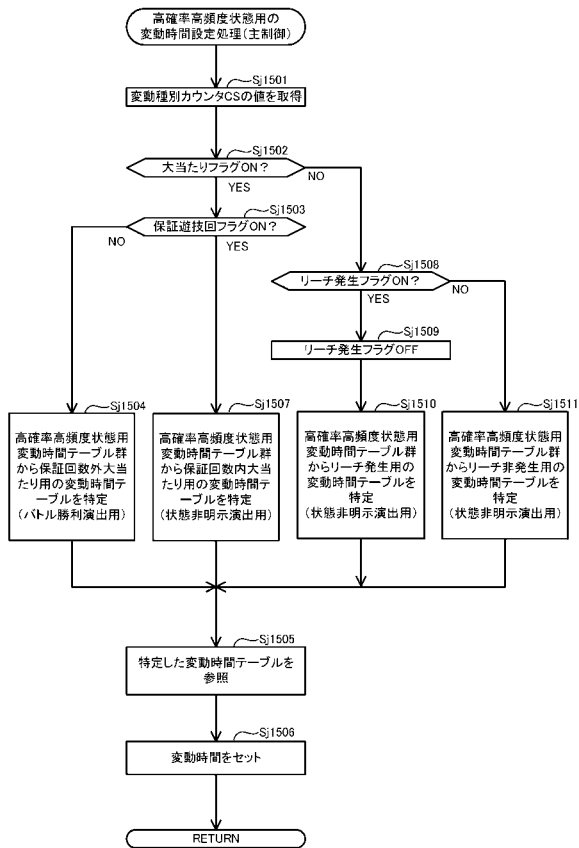 高確率高頻度状態用の
変動時間設定処理(主制御)
Sj1501
変動種別カウンタCSの値を取得
Sj1502
大当たりフラグON?
NO
YES
Sj1503
保証遊技回フラグON?
NO
YES
Sj1508
リーチ発生フラグON?
YES
NO
Sj1509
リーチ発生フラグOFF
Sj1504
高確率高頻度状態用
変動時間テーブル群
から保証回数外大当
たり用の変動時間テ
ーブルを特定
(バトル勝利演出用)
Sj1507
高確率高頻度状態用
変動時間テーブル群
から保証回数内大当
たり用の変動時間テ
ーブルを特定
(状態非明示演出用)
Sj1510
高確率高頻度状態用
変動時間テーブル群
からリーチ発生用の
変動時間テーブルを
特定
(状態非明示演出用)
Sj1511
高確率高頻度状態用
変動時間テーブル群
からリーチ非発生用の
変動時間テーブルを
特定
(状態非明示演出用)
Sj1505
特定した変動時間テーブルを
参照
Sj1506
変動時間をセット
RETURN